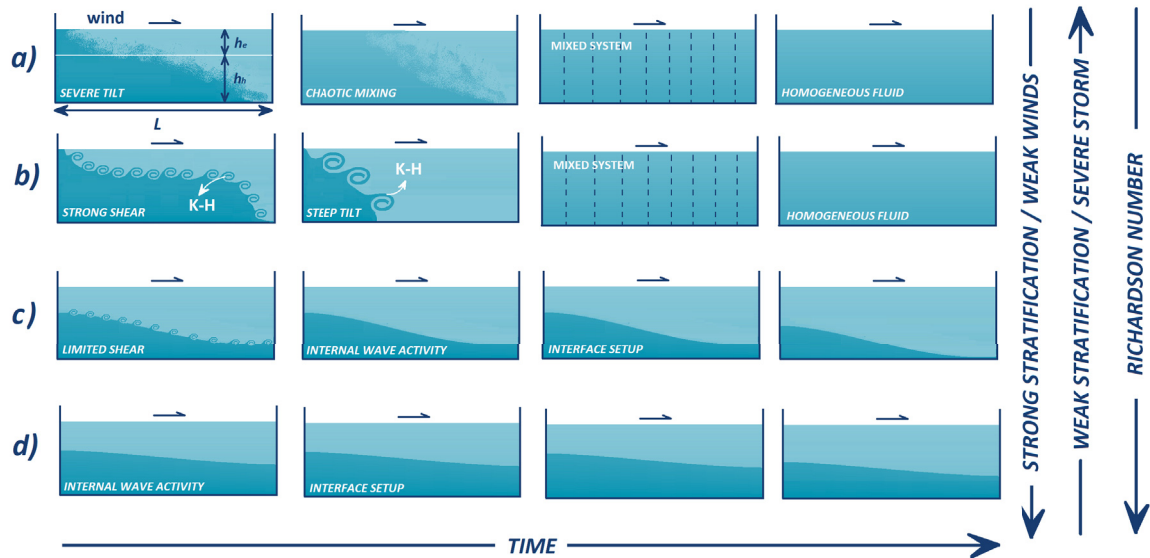 wind
a)
hₑ
hₕ
SEVERE TILT
L
CHAOTIC MIXING
MIXED SYSTEM
HOMOGENEOUS FLUID
b)
K-H
STRONG SHEAR
K-H
STEEP TILT
MIXED SYSTEM
HOMOGENEOUS FLUID
c)
LIMITED SHEAR
INTERNAL WAVE ACTIVITY
INTERFACE SETUP
d)
INTERNAL WAVE ACTIVITY
INTERFACE SETUP
TIME
STRONG STRATIFICATION / WEAK WINDS
WEAK STRATIFICATION / SEVERE STORM
RICHARDSON NUMBER